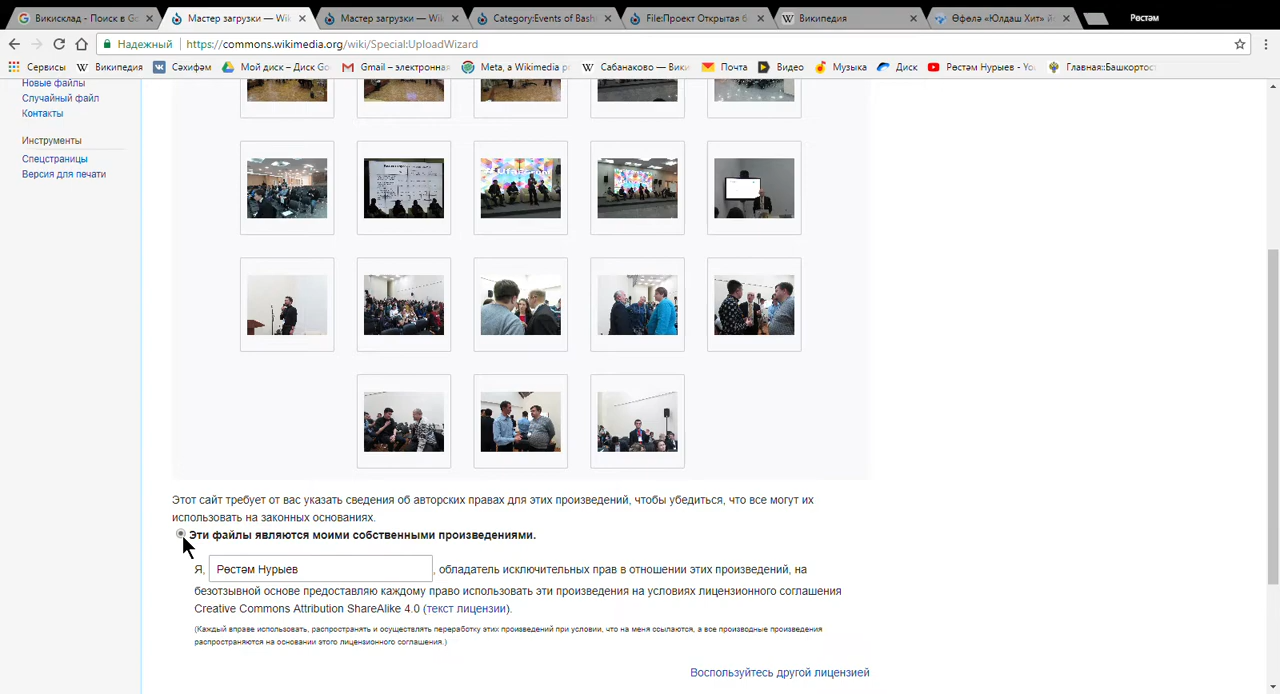 Викисклад - Поиск в Go
Мастер загрузки — Wiki
Мастер загрузки — Wiki
Category:Events of Bash
File:Проект Открытая б
Википедия
Өфөлә «Юлдаш Хит» й
Рөстәм
Надежный
https://commons.wikimedia.org/wiki/Special:UploadWizard
Сервисы
Википедия
Сахифәм
Мой диск – Диск Go
Gmail – электронная
Meta, a Wikimedia p
Сабанаково — Вики
Почта
Видео
Музыка
Диск
Рөстәм Нурыев - You
Главная::Башкортос
Новые файлы
Случайный файл
Контакты
Инструменты
Спецстраницы
Версия для печати
Этот сайт требует от вас указать сведения об авторских правах для этих произведений, чтобы убедиться, что все могут их
использовать на законных основаниях.
Эти файлы являются моими собственными произведениями.
Я, Рөстәм Нурыев , обладатель исключительных прав в отношении этих произведений, на
безотзывной основе предоставляю каждому право использовать эти произведения на условиях лицензионного соглашения
Creative Commons Attribution ShareAlike 4.0 (текст лицензии).
(Каждый вправе использовать, распространять и осуществлять переработку этих произведений при условии, что на меня ссылаются, а все производные произведения
распространяются на основании этого лицензионного соглашения.)
Воспользуйтесь другой лицензией